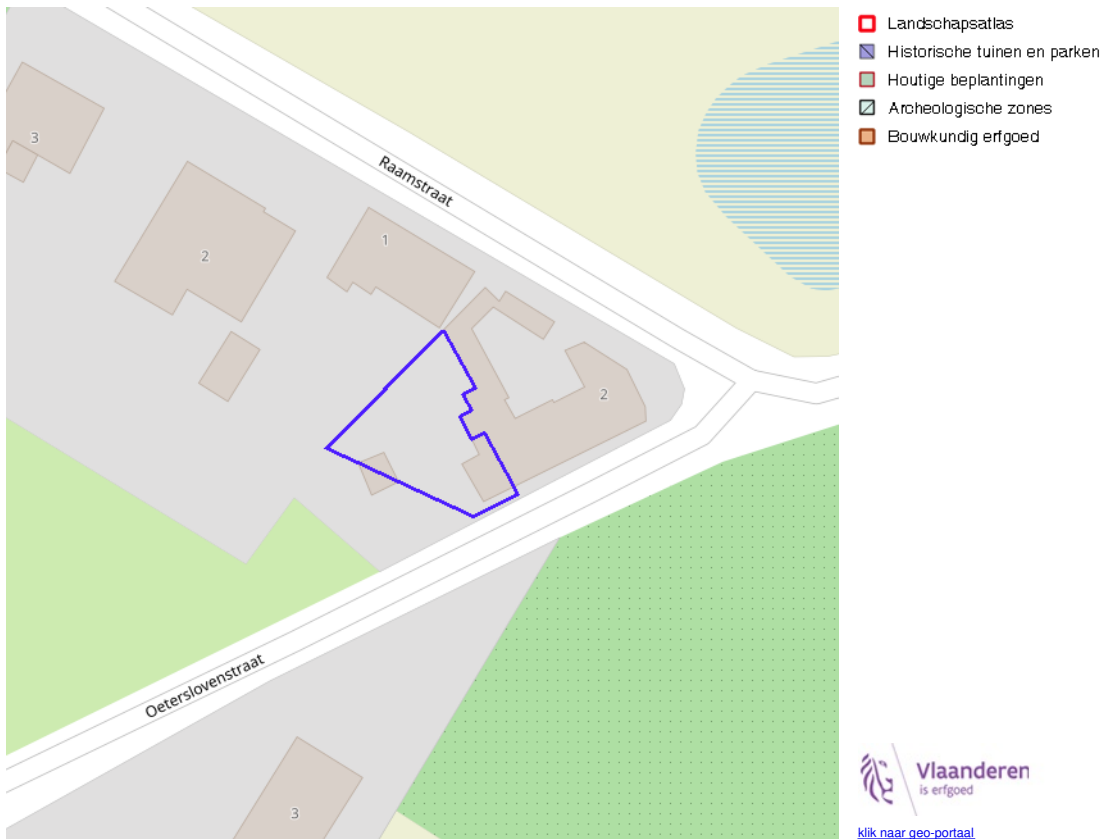 Landschapsatlas
Historische tuinen en parken
Houtige beplantingen
Archeologische zones
Bouwkundig erfgoed
3
Raamstraat
1
2
2
Oeterslovenstraat
3
Vlaanderen
is erfgoed
klik naar geo-portaal